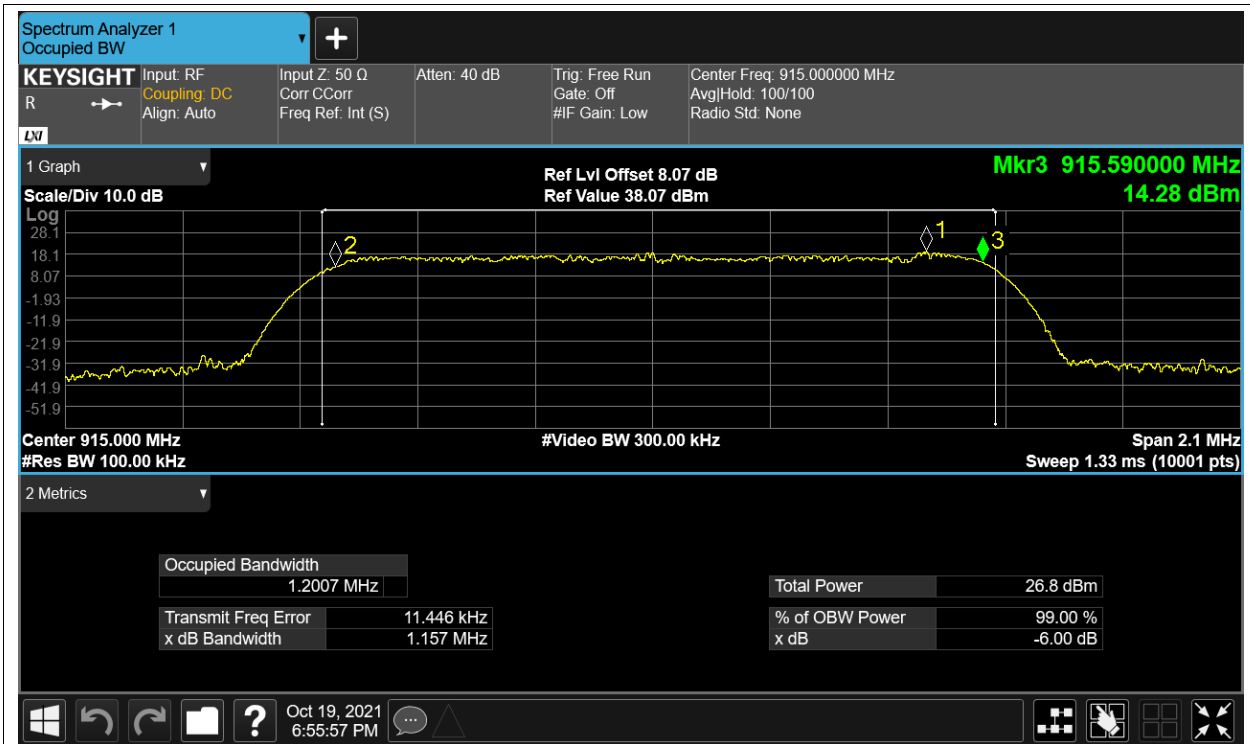 Spectrum Analyzer 1
Occupied BW
KEYSIGHT
R
LXI
Input: RF
Coupling: DC
Align: Auto
Input Z: 50 Ω
Corr CCorr
Freq Ref: Int (S)
Atten: 40 dB
Trig: Free Run
Gate: Off
#IF Gain: Low
Center Freq: 915.000000 MHz
Avg|Hold: 100/100
Radio Std: None
1 Graph
Scale/Div 10.0 dB
Ref Lvl Offset 8.07 dB
Ref Value 38.07 dBm
Mkr3 915.590000 MHz
14.28 dBm
Log
28.1
18.1
8.07
-1.93
-11.9
-21.9
-31.9
-41.9
-51.9
2
1
3
Center 915.000 MHz
#Video BW 300.00 kHz
Span 2.1 MHz
#Res BW 100.00 kHz
Sweep 1.33 ms (10001 pts)
2 Metrics
Occupied Bandwidth
1.2007 MHz
Total Power 26.8 dBm
Transmit Freq Error 11.446 kHz
% of OBW Power 99.00 %
x dB Bandwidth 1.157 MHz
x dB -6.00 dB
?
Oct 19, 2021
6:55:57 PM